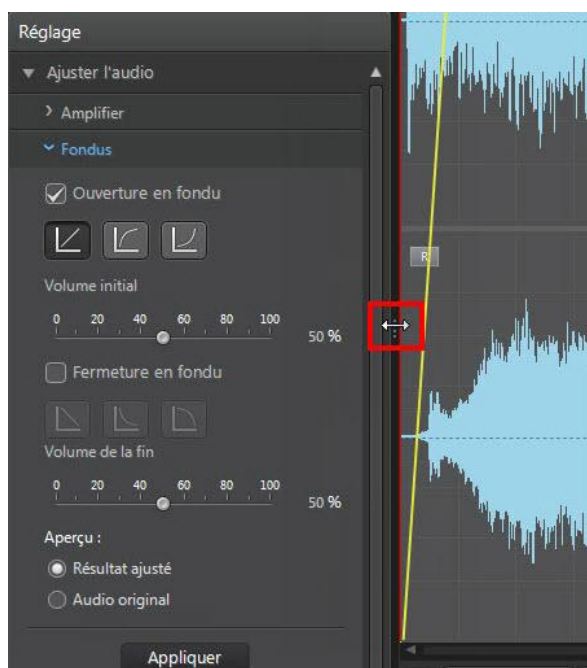 Réglage
Ajuster l'audio
Amplifier
Fondus
Ouverture en fondu
Volume initial
0 20 40 60 80 100
50 %
Fermeture en fondu
Volume de la fin
0 20 40 60 80 100
50 %
Aperçu :
Résultat ajusté
Audio original
Appliquer
R